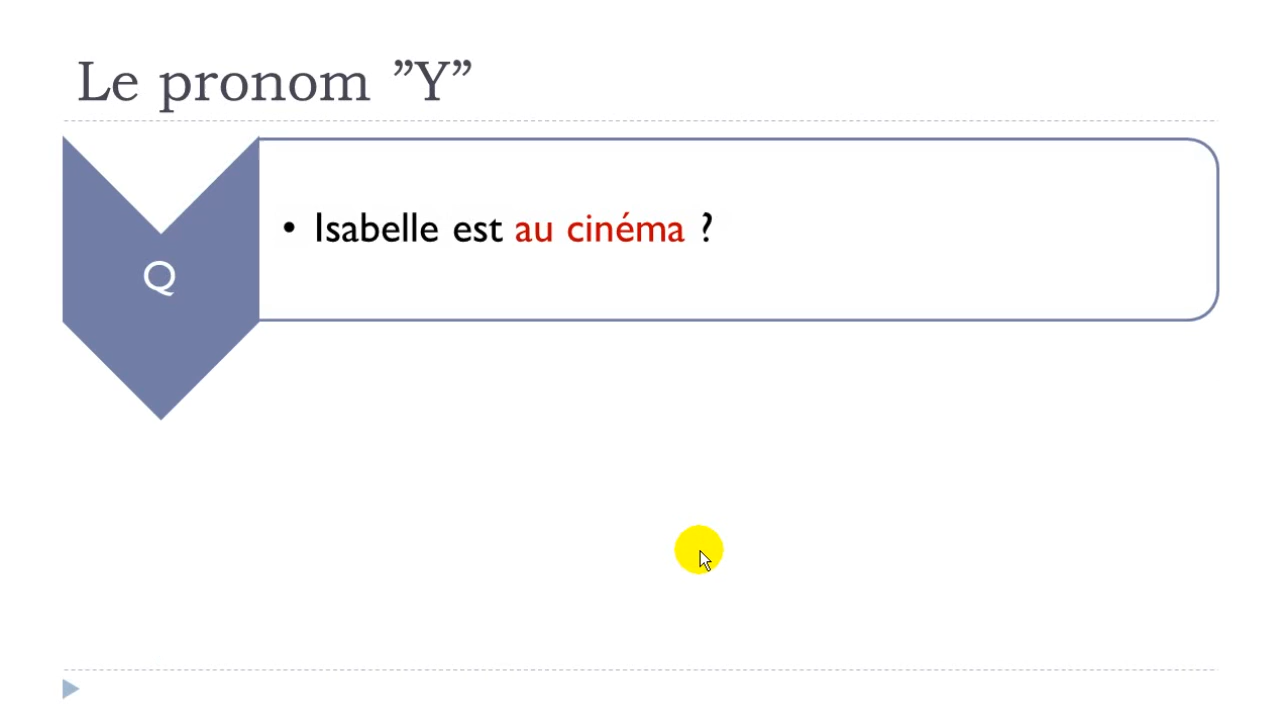 Le pronom ”Y”
Q
• Isabelle est au cinéma ?